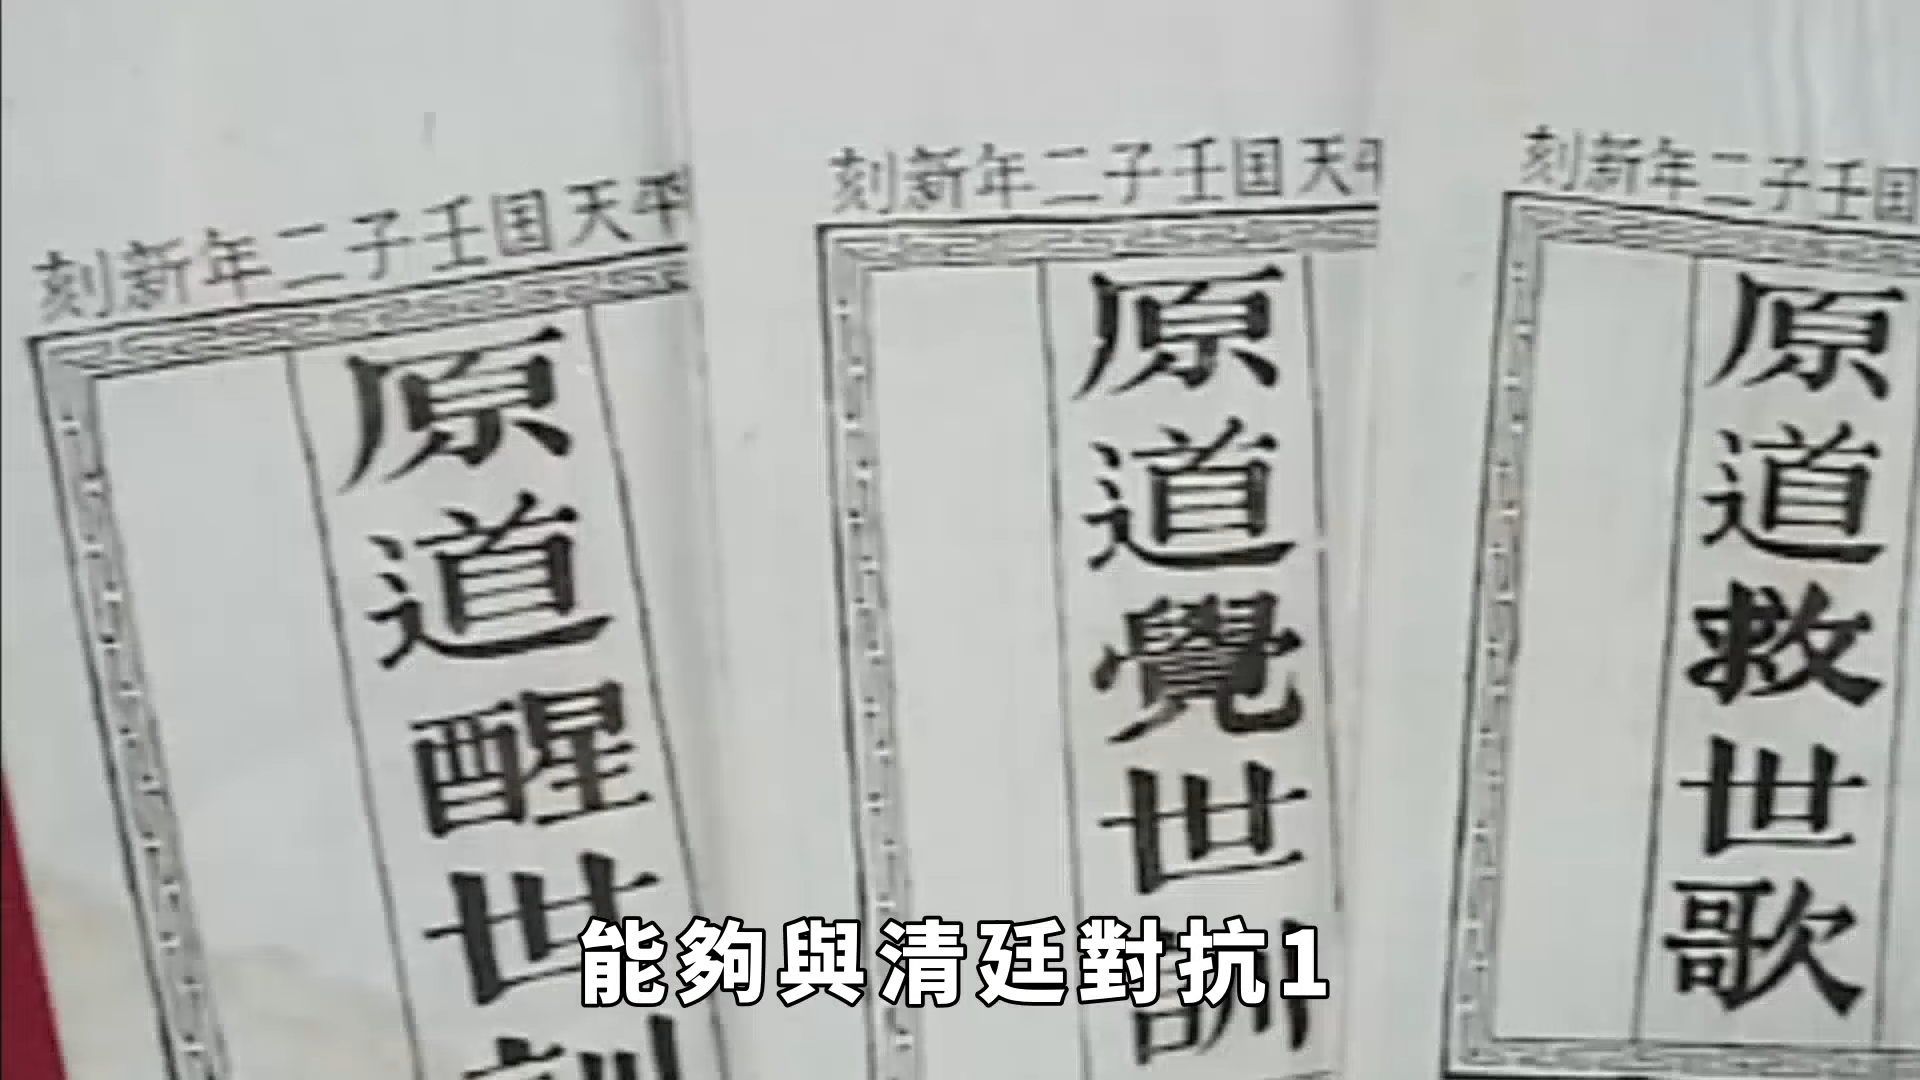 平天国壬子二年新刻
原道醒世訓
平天国壬子二年新刻
原道覺世訓
国壬子二年新刻
原道救世歌
能夠與清廷對抗1